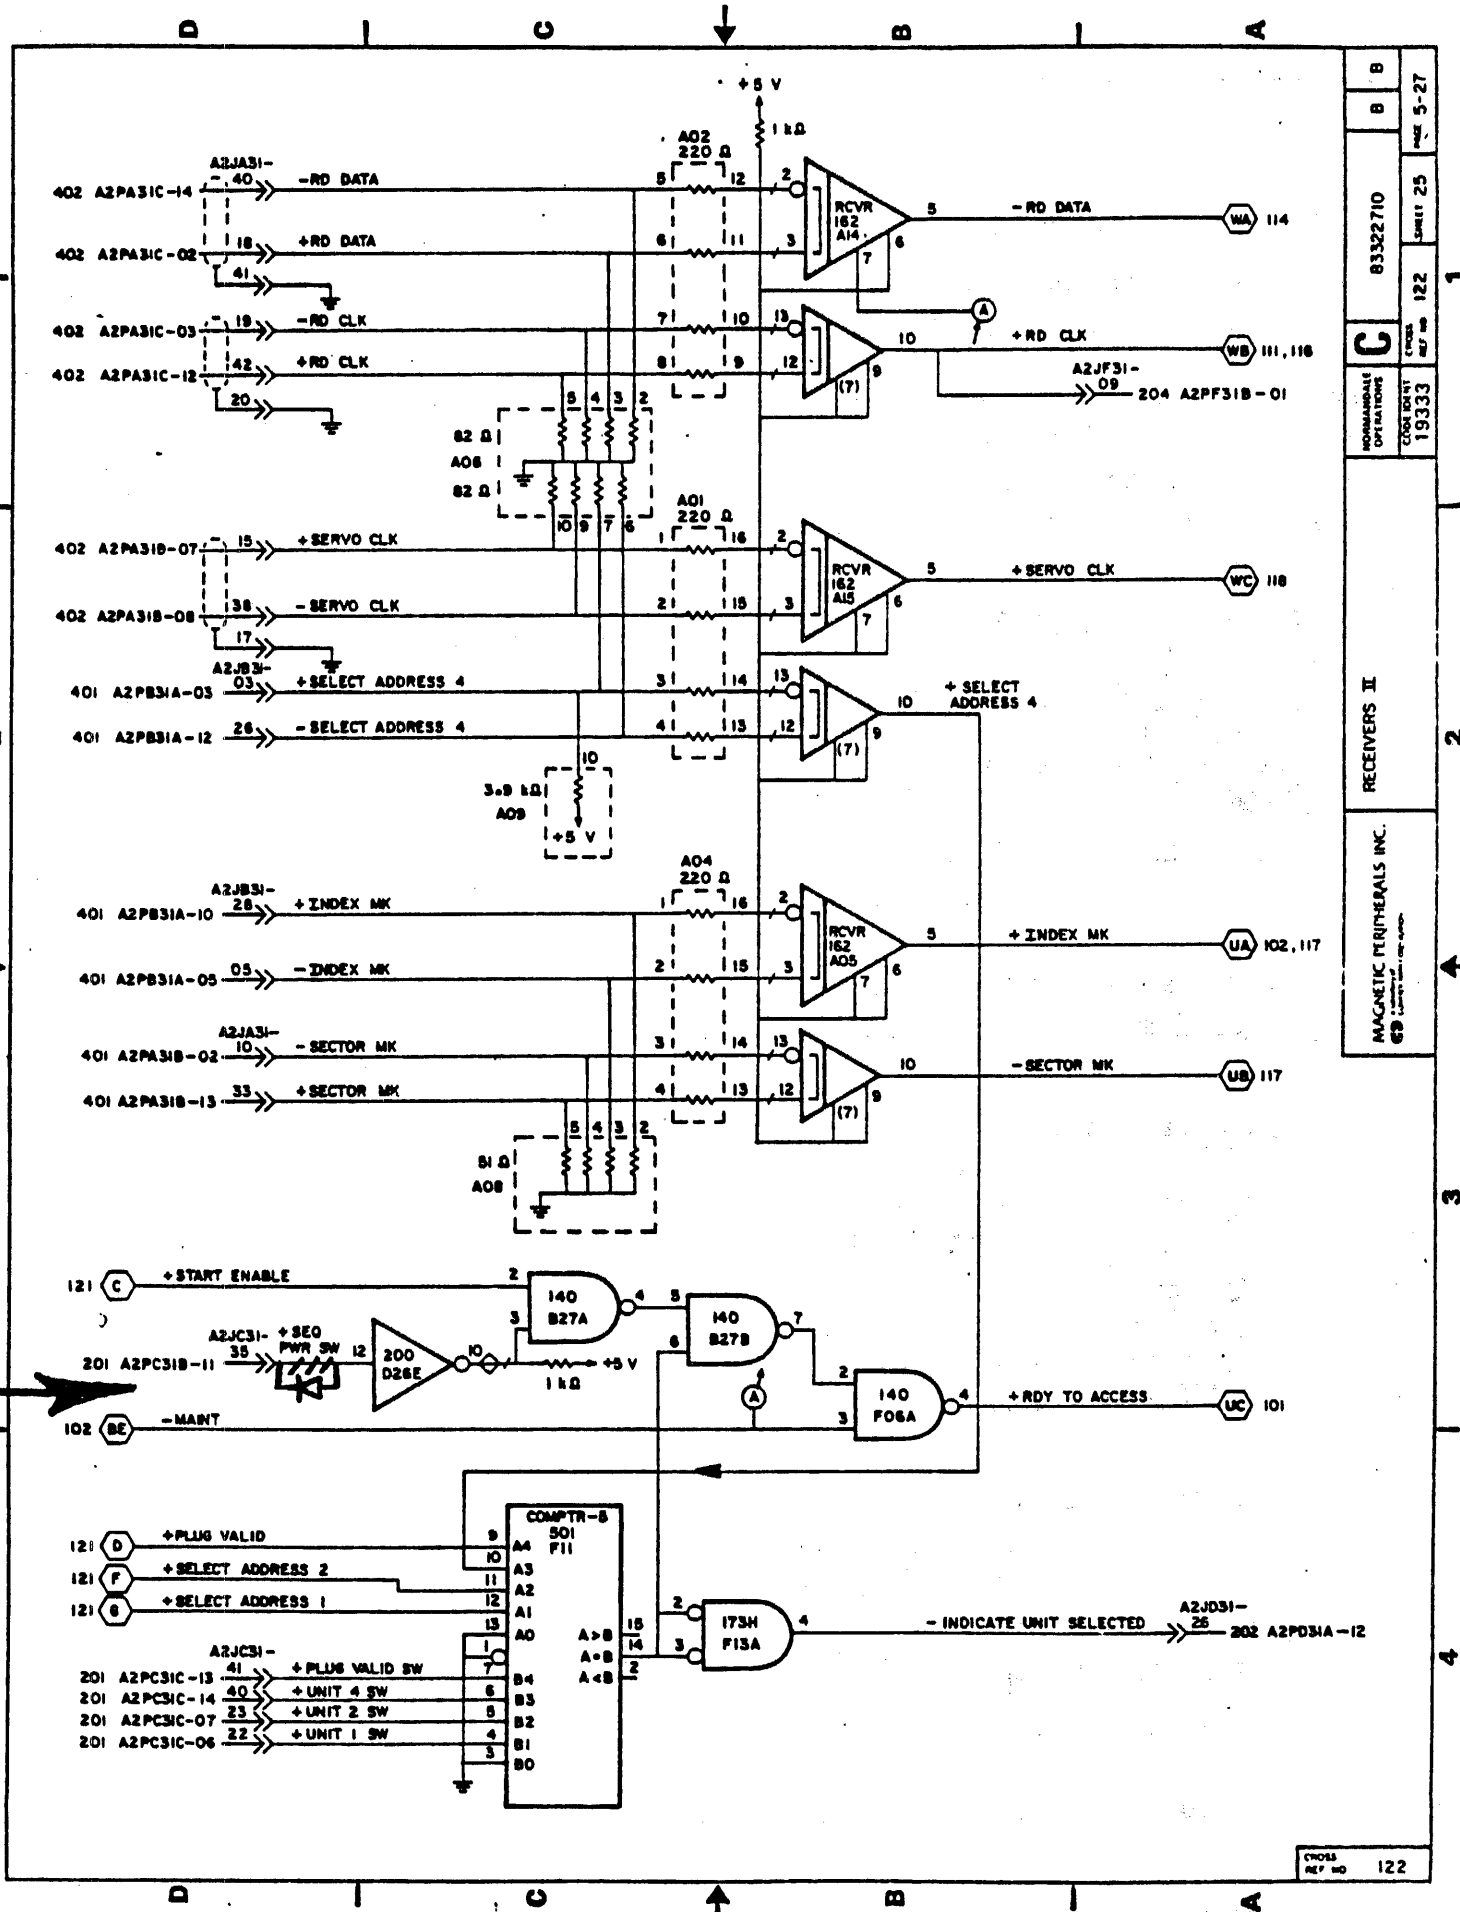 D C B A
+5 V
1 kΩ
A02
220 Ω
A2JA31-
402 A2PA31C-14 40 -RD DATA 5 12 2
RCVR
162
A14
5 -RD DATA WA 114
402 A2PA31C-02 18 +RD DATA 6 11 3 6
7
41
A
402 A2PA31C-03 19 -RD CLK 7 10 13
10 +RD CLK WB 111,116
402 A2PA31C-12 42 +RD CLK 8 9 12 (7) 9
A2JF31-
09 204 A2PF31B-01
20
5 4 3 2
82 Ω
A06
82 Ω
10 9 7 6
A01
220 Ω
402 A2PA31B-07 15 +SERVO CLK 1 16 2
RCVR
162
A15
5 +SERVO CLK WC 118
402 A2PA31B-08 38 -SERVO CLK 2 15 3 6
7
17
A2JB31-
401 A2PB31A-03 03 +SELECT ADDRESS 4 3 14 13
10 + SELECT
ADDRESS 4
401 A2PB31A-12 26 -SELECT ADDRESS 4 4 13 12 (7) 9
10
3.9 kΩ
A09
+5 V
A04
220 Ω
A2JB31-
401 A2PB31A-10 28 +INDEX MK 1 16 2
RCVR
162
A05
5 +INDEX MK UA 102,117
401 A2PB31A-05 05 -INDEX MK 2 15 3 6
7
A2JA31-
401 A2PA31B-02 10 -SECTOR MK 3 14 13
10 -SECTOR MK UB 117
401 A2PA31B-13 33 +SECTOR MK 4 13 12 (7) 9
5 4 3 2
51 Ω
A08
121 C +START ENABLE 2
140
B27A
4 5
140
B27B
7
3
6
A2JC31-
201 A2PC31B-11 35
+SEQ
PWR SW
12
200
D26E
10
1 kΩ
+5 V
A
2
140
F06A
4 +RDY TO ACCESS UC 101
102 BE -MAINT 3
COMPTR-5
501
F11
121 D +PLUG VALID 9 A4
10 A3
121 F +SELECT ADDRESS 2 11 A2
121 G +SELECT ADDRESS 1 12 A1
13 A0
1
A>B 15
A=B 14
A<B 2
2
3
173H
F13A
4 -INDICATE UNIT SELECTED
A2JD31-
26 202 A2PD31A-12
A2JC31-
201 A2PC31C-13 41 +PLUG VALID SW 7 B4
201 A2PC31C-14 40 +UNIT 4 SW 6 B3
201 A2PC31C-07 23 +UNIT 2 SW 5 B2
201 A2PC31C-06 22 +UNIT 1 SW 4 B1
3 B0
D C B A
1
2
3
4
MAGNETIC PERIPHERALS INC.
RECEIVERS II
NORMANDALE
OPERATIONS
CODE IDENT
19333
C
83322710
B B
CROSS
REF NO 122
SHEET 25
PAGE 5-27
CROSS
REF NO 122